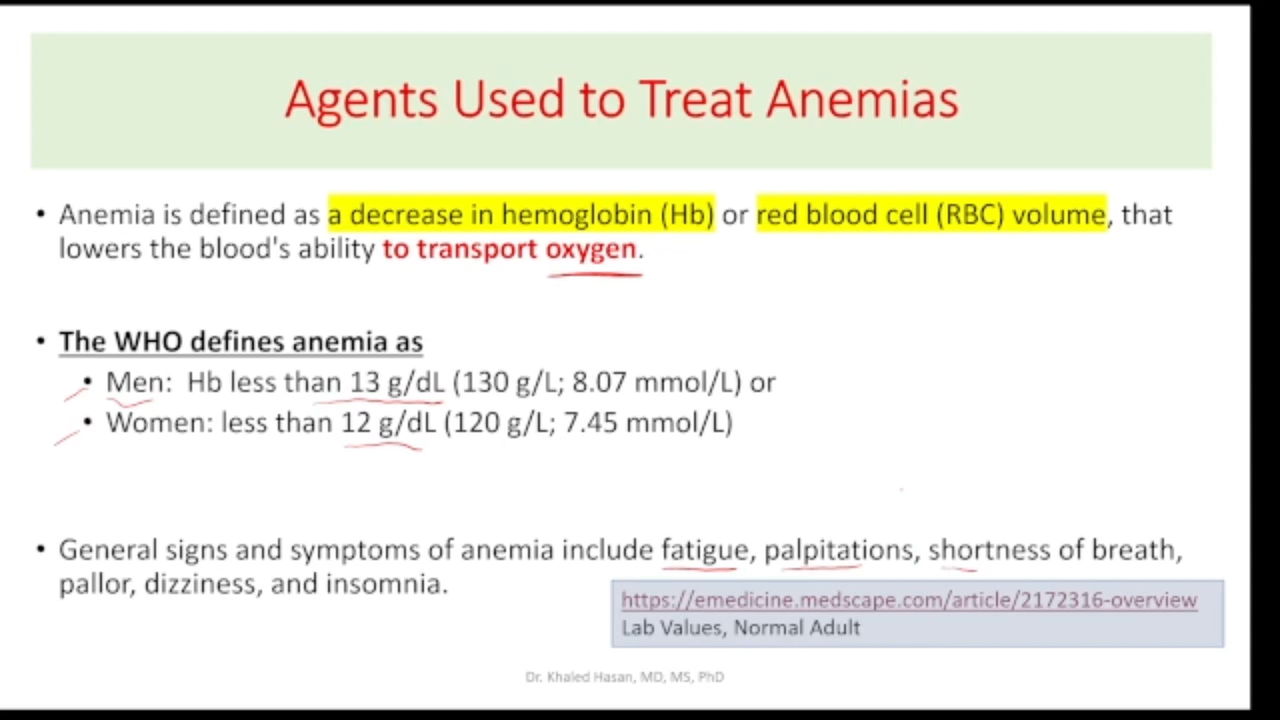 Agents Used to Treat Anemias
• Anemia is defined as a decrease in hemoglobin (Hb) or red blood cell (RBC) volume, that
lowers the blood's ability to transport oxygen.
• The WHO defines anemia as
• Men:  Hb less than 13 g/dL (130 g/L; 8.07 mmol/L) or
• Women: less than 12 g/dL (120 g/L; 7.45 mmol/L)
• General signs and symptoms of anemia include fatigue, palpitations, shortness of breath,
pallor, dizziness, and insomnia.
https://emedicine.medscape.com/article/2172316-overview
Lab Values, Normal Adult
Dr. Khaled Hasan, MD, MS, PhD